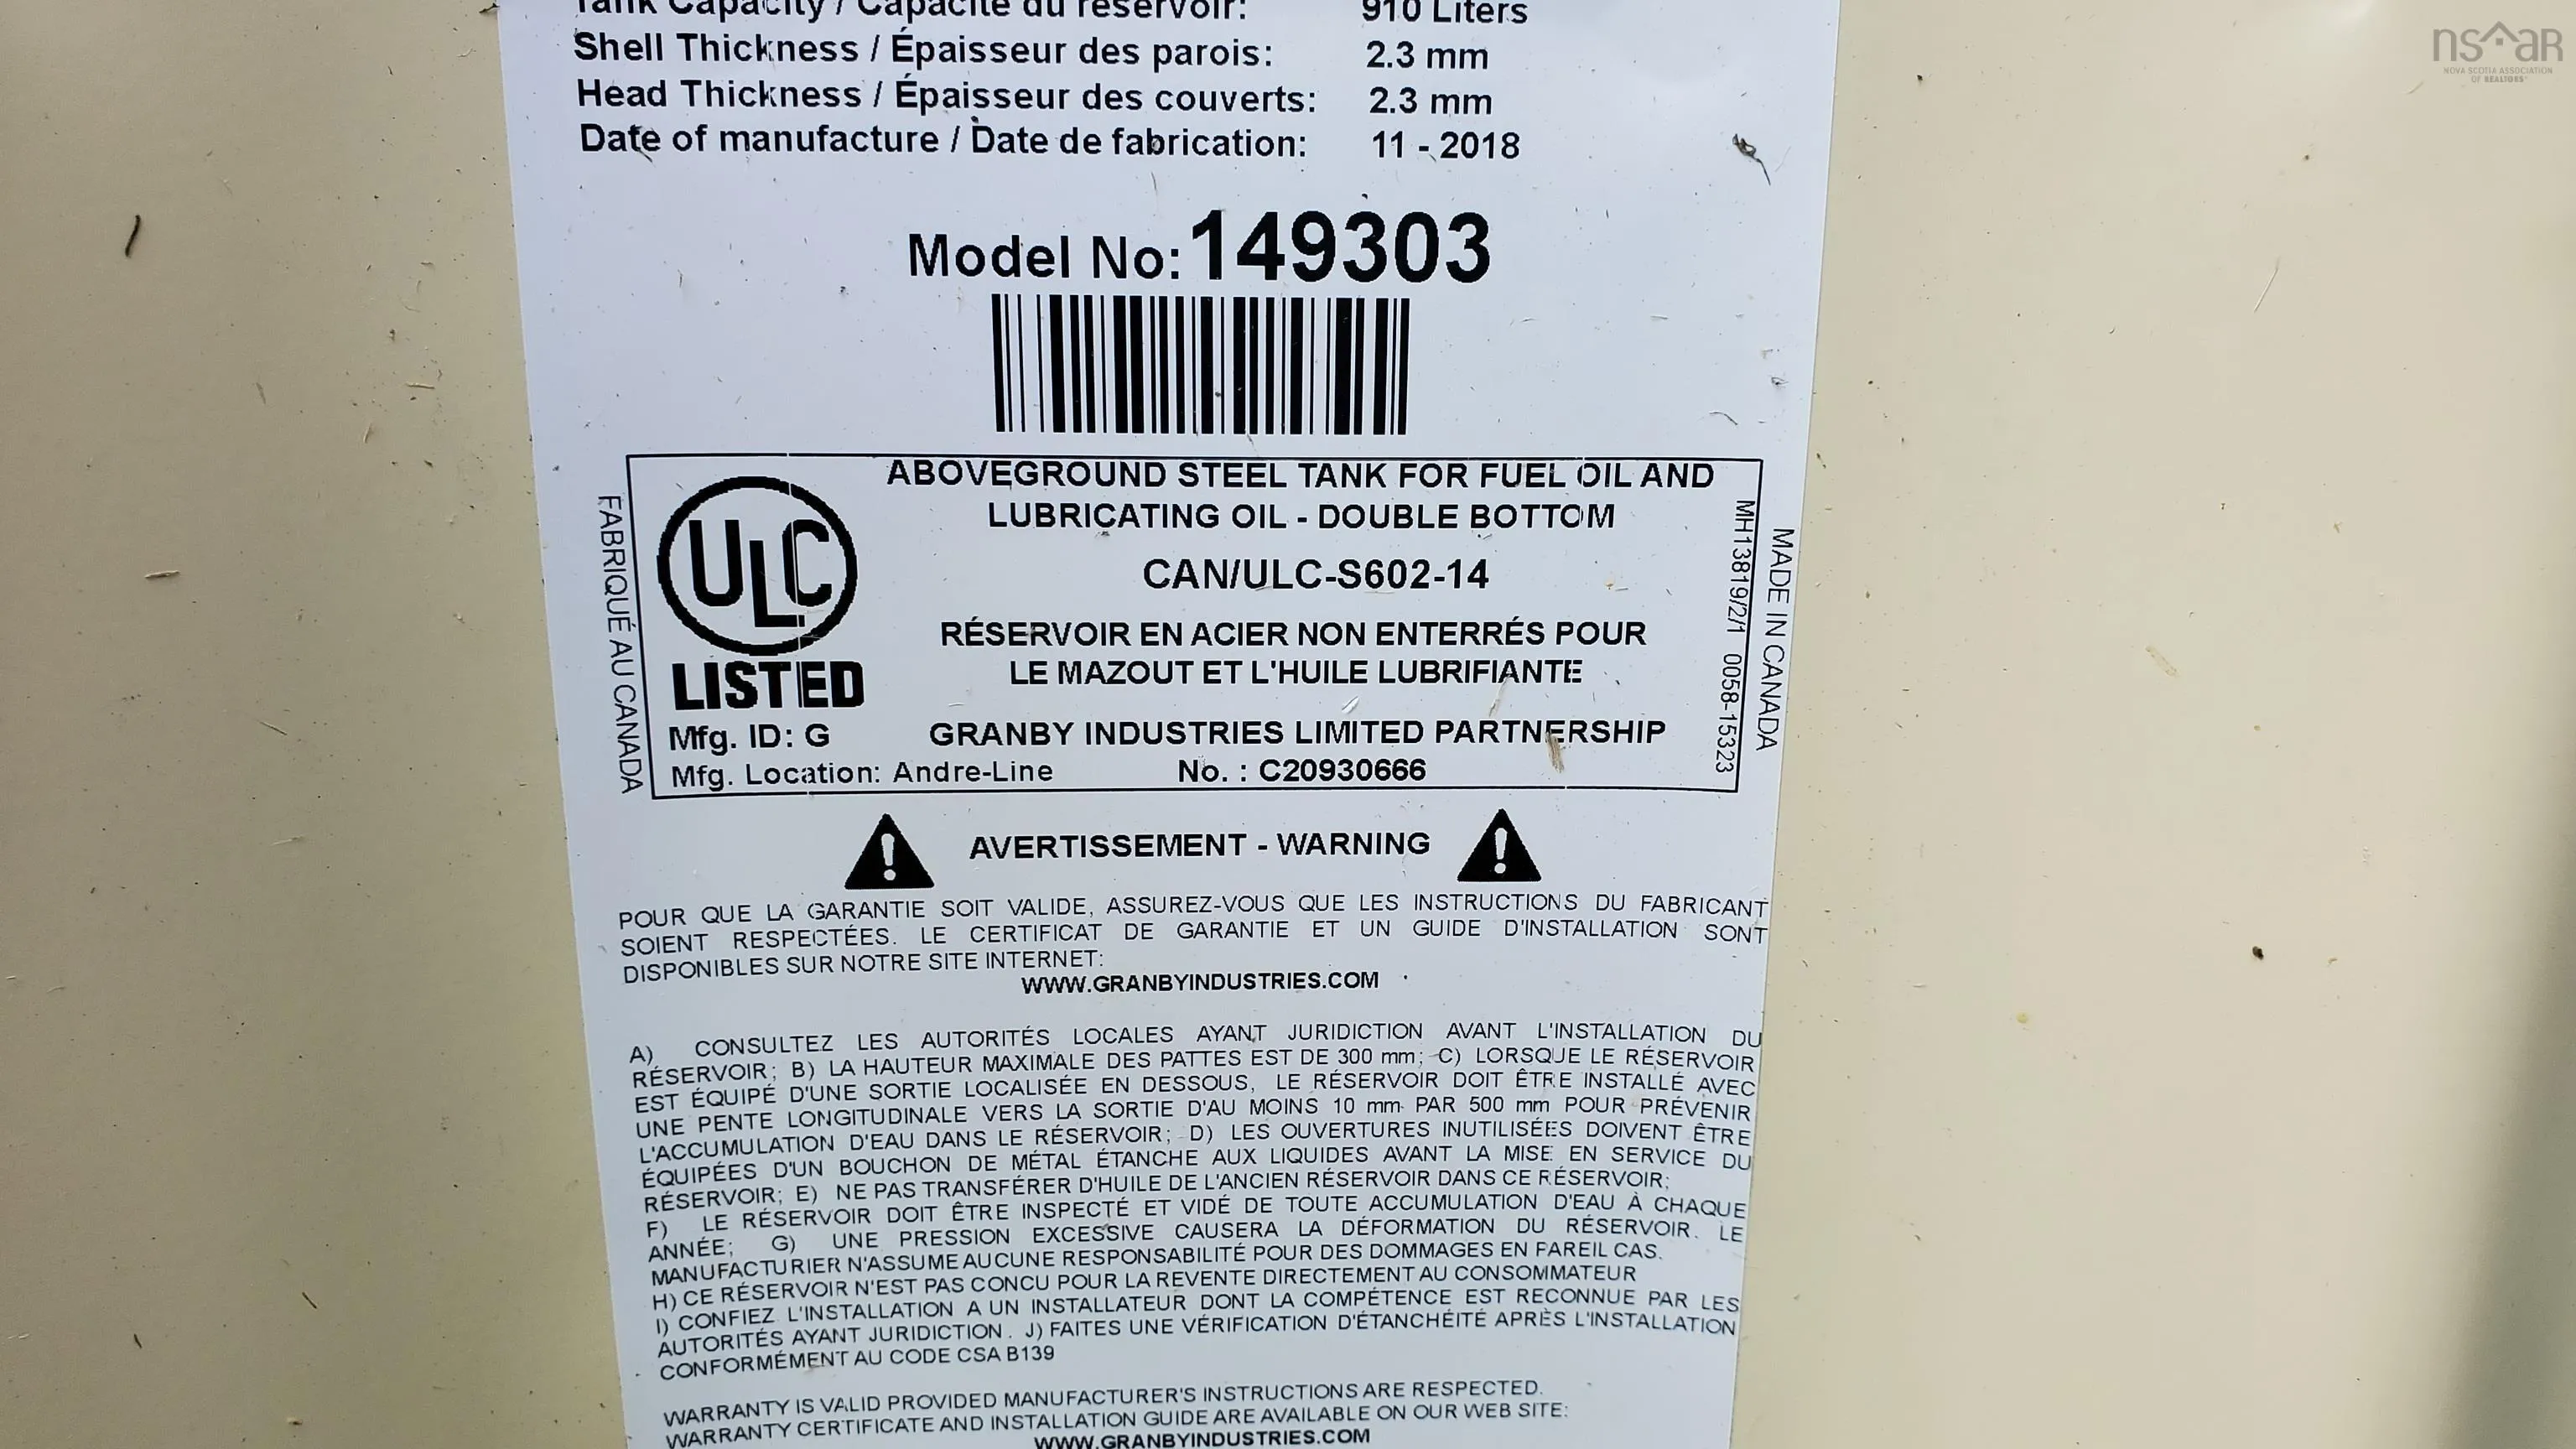 Tank Capacity / Capacité du réservoir: 910 Liters
Shell Thickness / Épaisseur des parois: 2.3 mm
Head Thickness / Épaisseur des couverts: 2.3 mm
Date of manufacture / Date de fabrication: 11 - 2018
Model No: 149303
FABRIQUÉ AU CANADA
ULC
LISTED
Mfg. ID: G
ABOVEGROUND STEEL TANK FOR FUEL OIL AND
LUBRICATING OIL - DOUBLE BOTTOM
CAN/ULC-S602-14
RÉSERVOIR EN ACIER NON ENTERRÉS POUR
LE MAZOUT ET L'HUILE LUBRIFIANTE
GRANBY INDUSTRIES LIMITED PARTNERSHIP
Mfg. Location: Andre-Line No. : C20930666
MH13819/2/1 0058-15323
MADE IN CANADA
AVERTISSEMENT - WARNING
POUR QUE LA GARANTIE SOIT VALIDE, ASSUREZ-VOUS QUE LES INSTRUCTIONS DU FABRICANT
SOIENT RESPECTÉES. LE CERTIFICAT DE GARANTIE ET UN GUIDE D'INSTALLATION SONT
DISPONIBLES SUR NOTRE SITE INTERNET:
WWW.GRANBYINDUSTRIES.COM
A) CONSULTEZ LES AUTORITÉS LOCALES AYANT JURIDICTION AVANT L'INSTALLATION DU
RÉSERVOIR; B) LA HAUTEUR MAXIMALE DES PATTES EST DE 300 mm; C) LORSQUE LE RÉSERVOIR
EST ÉQUIPÉ D'UNE SORTIE LOCALISÉE EN DESSOUS, LE RÉSERVOIR DOIT ÊTRE INSTALLÉ AVEC
UNE PENTE LONGITUDINALE VERS LA SORTIE D'AU MOINS 10 mm PAR 500 mm POUR PRÉVENIR
L'ACCUMULATION D'EAU DANS LE RÉSERVOIR; D) LES OUVERTURES INUTILISÉES DOIVENT ÊTRE
ÉQUIPÉES D'UN BOUCHON DE MÉTAL ÉTANCHE AUX LIQUIDES AVANT LA MISE EN SERVICE DU
RÉSERVOIR; E) NE PAS TRANSFÉRER D'HUILE DE L'ANCIEN RÉSERVOIR DANS CE RÉSERVOIR;
F) LE RÉSERVOIR DOIT ÊTRE INSPECTÉ ET VIDÉ DE TOUTE ACCUMULATION D'EAU À CHAQUE
ANNÉE; G) UNE PRESSION EXCESSIVE CAUSERA LA DÉFORMATION DU RÉSERVOIR. LE
MANUFACTURIER N'ASSUME AUCUNE RESPONSABILITÉ POUR DES DOMMAGES EN PAREIL CAS.
H) CE RÉSERVOIR N'EST PAS CONCU POUR LA REVENTE DIRECTEMENT AU CONSOMMATEUR
I) CONFIEZ L'INSTALLATION A UN INSTALLATEUR DONT LA COMPÉTENCE EST RECONNUE PAR LES
AUTORITÉS AYANT JURIDICTION. J) FAITES UNE VÉRIFICATION D'ÉTANCHÉITÉ APRÈS L'INSTALLATION
CONFORMÉMENT AU CODE CSA B139
WARRANTY IS VALID PROVIDED MANUFACTURER'S INSTRUCTIONS ARE RESPECTED.
WARRANTY CERTIFICATE AND INSTALLATION GUIDE ARE AVAILABLE ON OUR WEB SITE:
WWW.GRANBYINDUSTRIES.COM
nsaR
NOVA SCOTIA ASSOCIATION
OF REALTORS